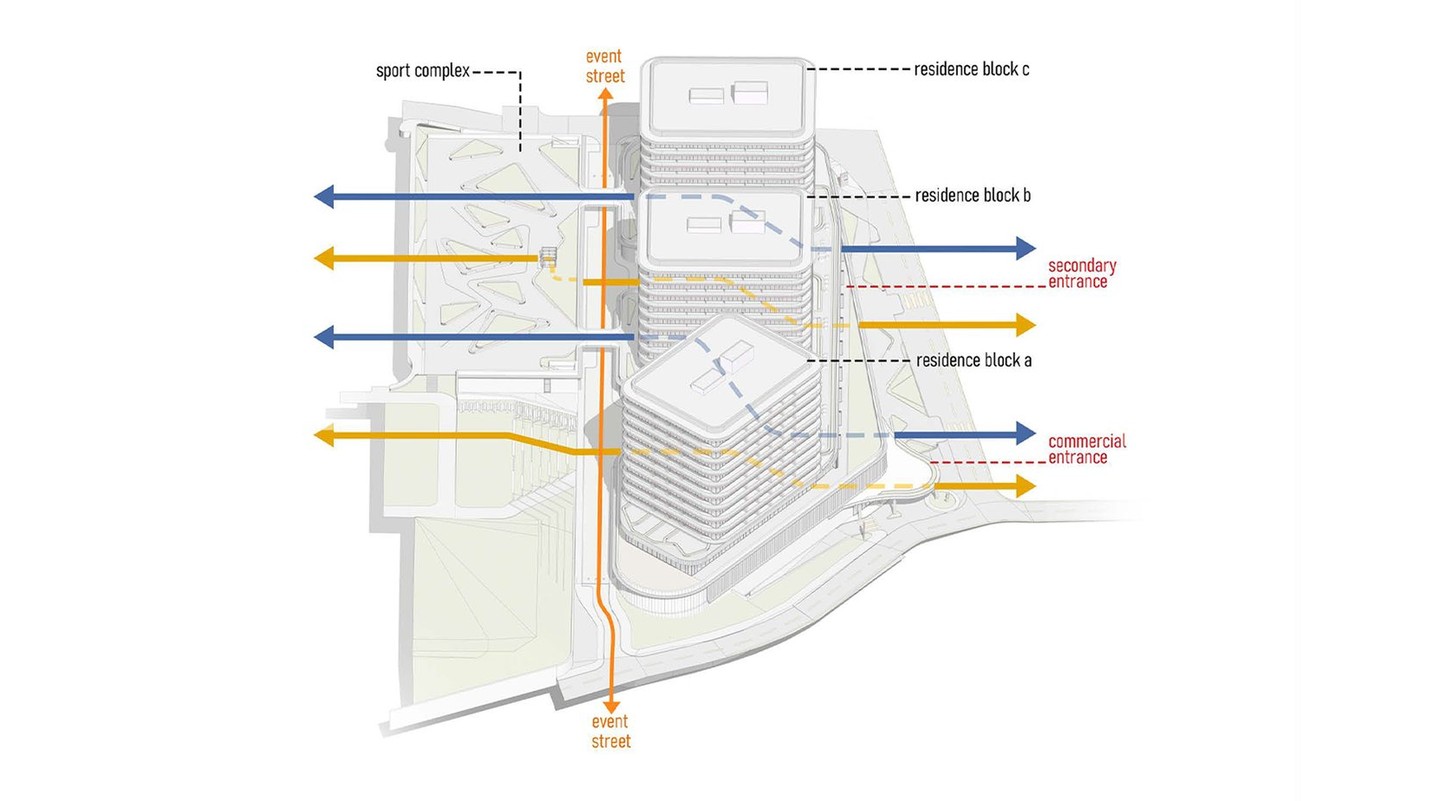 event
street
sport complex
residence block c
residence block b
secondary
entrance
residence block a
commercial
entrance
event
street